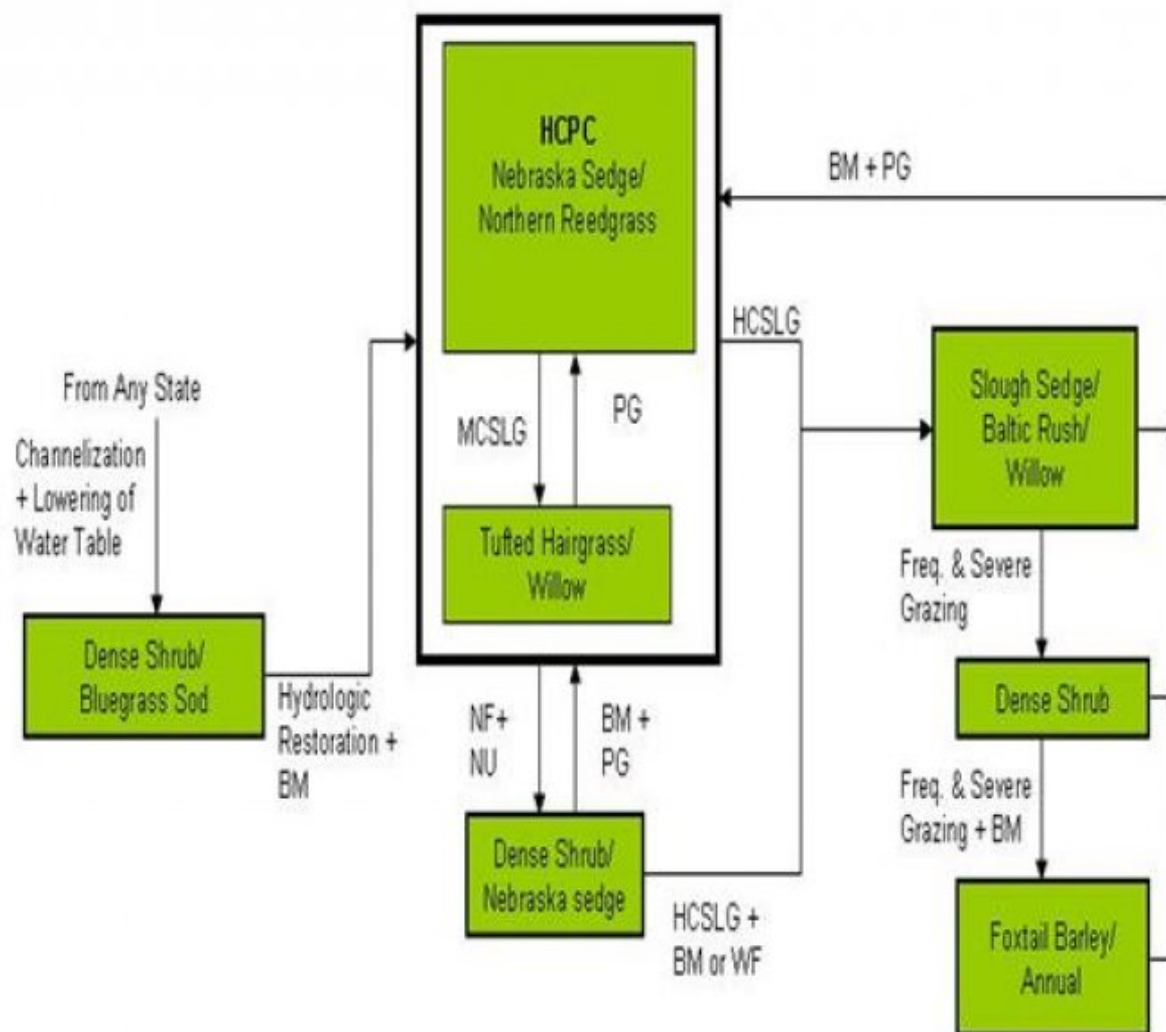 HCPC
Nebraska Sedge/
Northern Reedgrass
BM + PG
HCSLG
From Any State
Channelization
+ Lowering of
Water Table
MCSLG
PG
Slough Sedge/
Baltic Rush/
Willow
Tufted Hairgrass/
Willow
Freq. & Severe
Grazing
Dense Shrub/
Bluegrass Sod
Hydrologic
Restoration +
BM
NF+
NU
BM +
PG
Dense Shrub
Freq. & Severe
Grazing + BM
Dense Shrub/
Nebraska sedge
HCSLG +
BM or WF
Foxtail Barley/
Annual